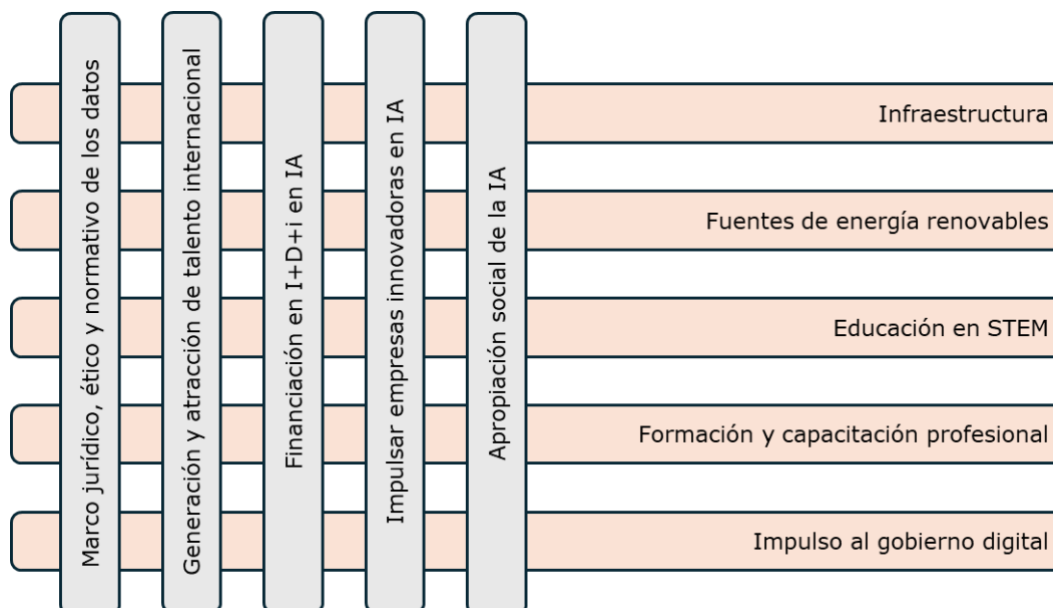 Marco jurídico, ético y normativo de los datos
Generación y atracción de talento internacional
Financiación en I+D+i en IA
Impulsar empresas innovadoras en IA
Apropiación social de la IA
Infraestructura
Fuentes de energía renovables
Educación en STEM
Formación y capacitación profesional
Impulso al gobierno digital